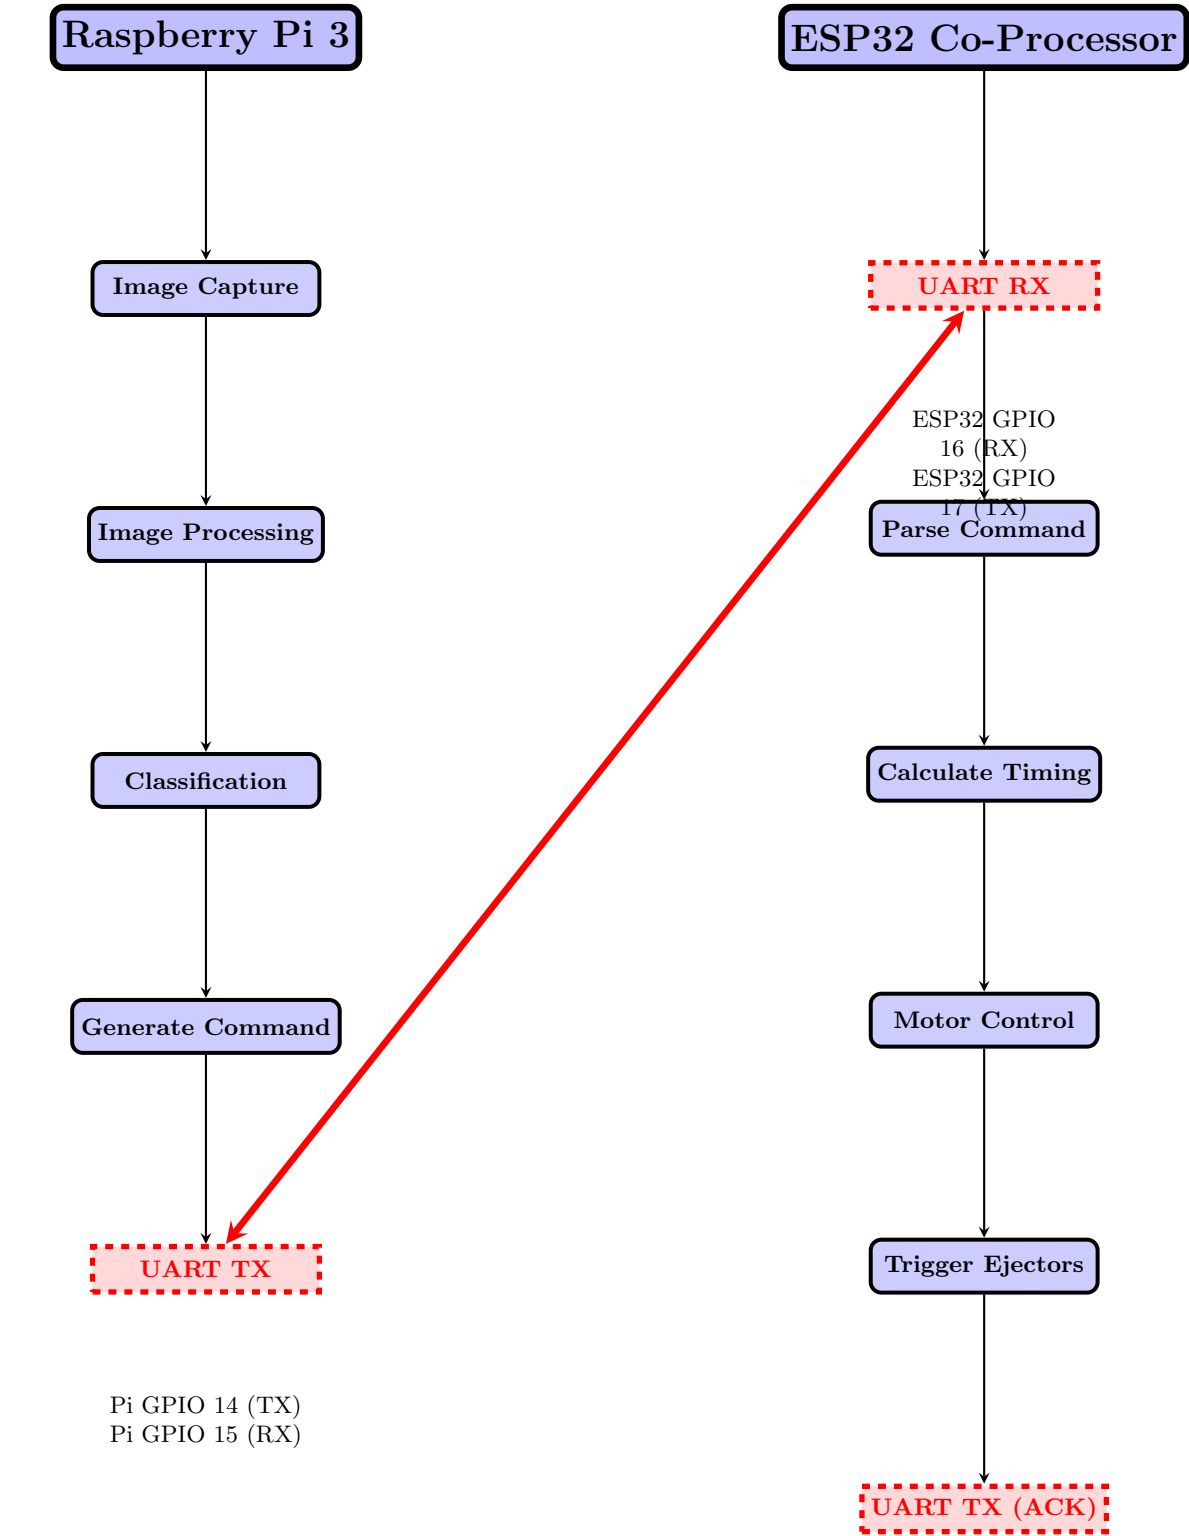 Raspberry Pi 3
Image Capture
Image Processing
Classification
Generate Command
UART TX
Pi GPIO 14 (TX)
Pi GPIO 15 (RX)
ESP32 Co-Processor
UART RX
ESP32 GPIO
16 (RX)
ESP32 GPIO
17 (TX)
Parse Command
Calculate Timing
Motor Control
Trigger Ejectors
UART TX (ACK)